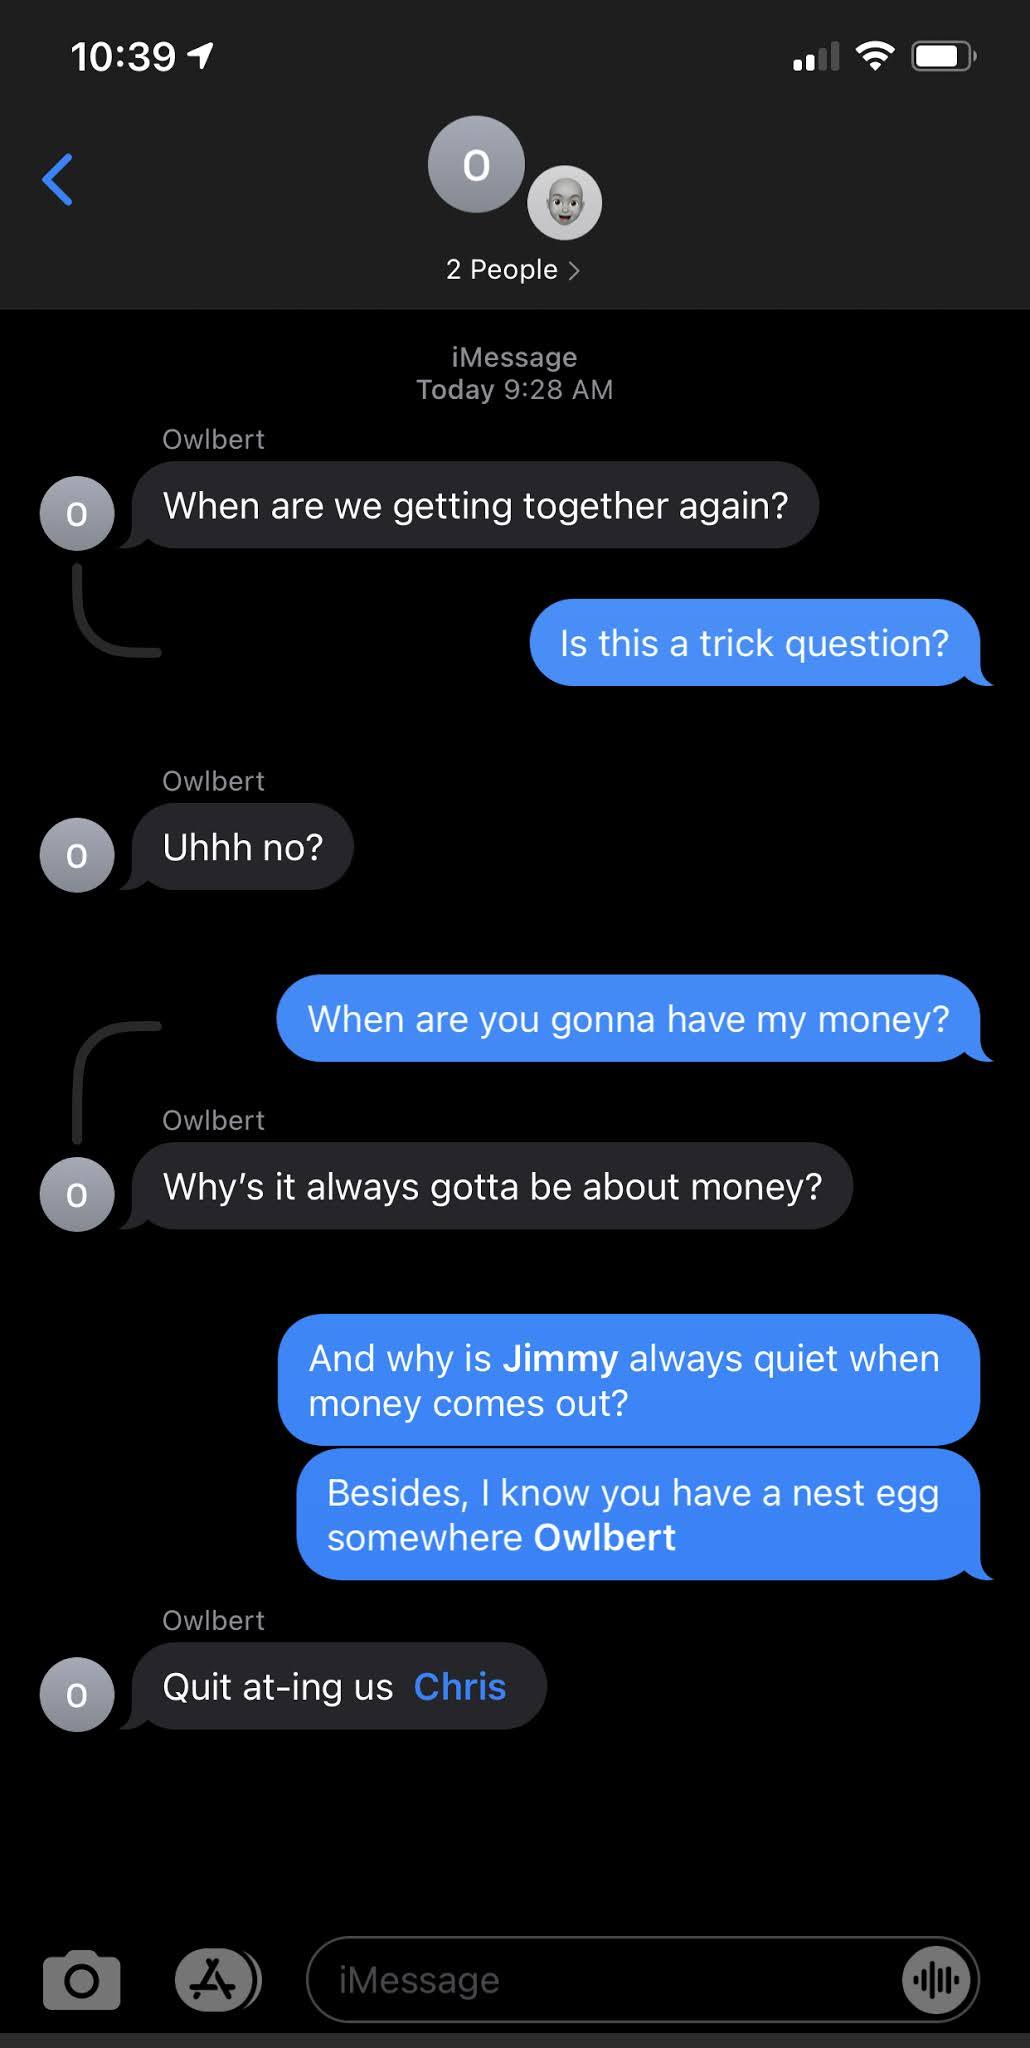 10:39
O
2 People
iMessage
Today 9:28 AM
Owlbert
O
When are we getting together again?
Is this a trick question?
Owlbert
O
Uhhh no?
When are you gonna have my money?
Owlbert
O
Why’s it always gotta be about money?
And why is Jimmy always quiet when
money comes out?
Besides, I know you have a nest egg
somewhere Owlbert
Owlbert
O
Quit at-ing us  Chris
iMessage